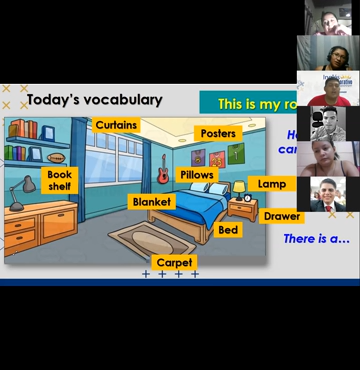 Today's vocabulary
This is my ro
Curtains
Posters
Book
shelf
Pillows
Lamp
Blanket
Drawer
Bed
There is a…
Carpet